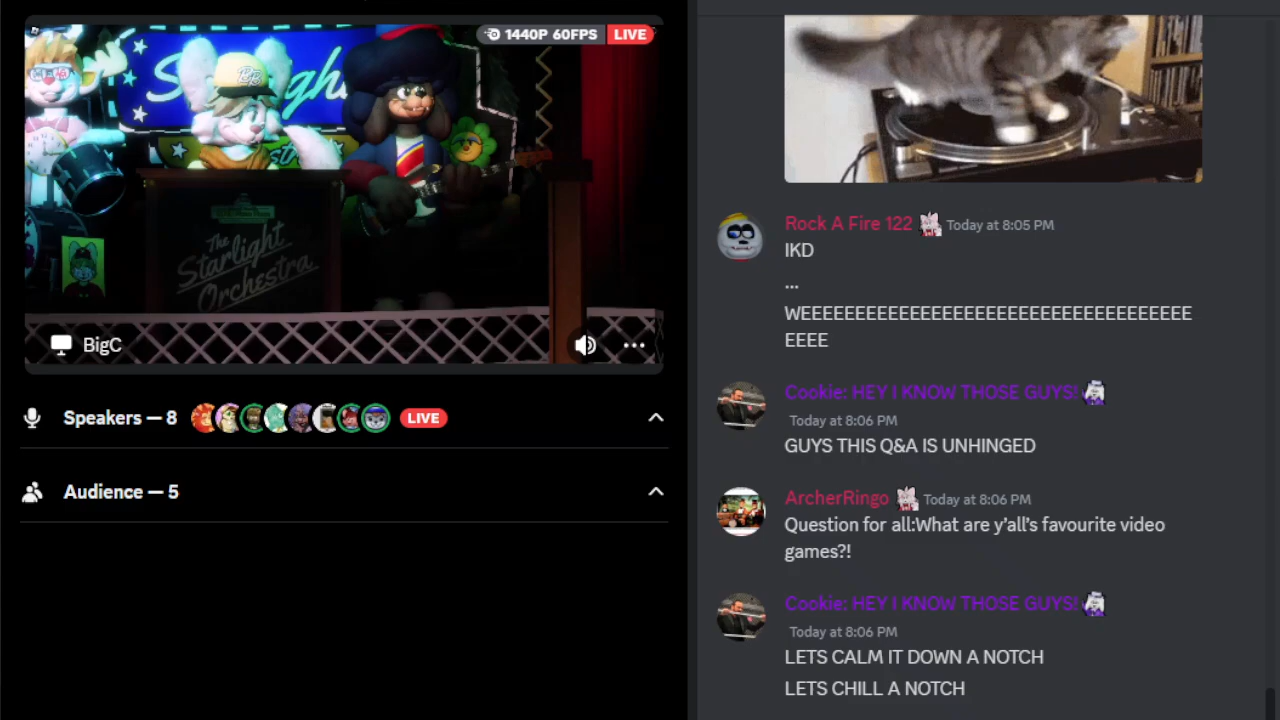 1440P 60FPS
LIVE
Starlight
BB
The
Starlight
Orchestra
BigC
Speakers — 8
LIVE
Audience — 5
Rock A Fire 122
Today at 8:05 PM
IKD
...
WEEEEEEEEEEEEEEEEEEEEEEEEEEEEEEEEEEEE
EEEE
Cookie: HEY I KNOW THOSE GUYS!
Today at 8:06 PM
GUYS THIS Q&A IS UNHINGED
ArcherRingo
Today at 8:06 PM
Question for all:What are y'all's favourite video
games?!
Cookie: HEY I KNOW THOSE GUYS!
Today at 8:06 PM
LETS CALM IT DOWN A NOTCH
LETS CHILL A NOTCH